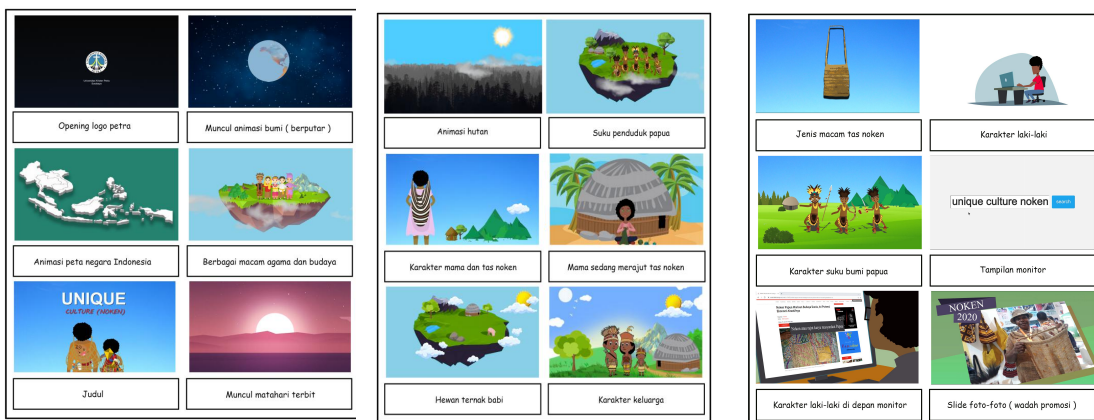 Opening logo petra
Muncul animasi bumi ( berputar )
Animasi peta negara Indonesia
Berbagai macam agama dan budaya
UNIQUE
CULTURE (NOKEN)
Judul
Muncul matahari terbit
Animasi hutan
Suku penduduk papua
Karakter mama dan tas noken
Mama sedang merajut tas noken
Hewan ternak babi
Karakter keluarga
Jenis macam tas noken
Karakter laki-laki
unique culture noken
search
Karakter suku bumi papua
Tampilan monitor
NOKEN
2020
Karakter laki-laki di depan monitor
Slide foto-foto ( wadah promosi )